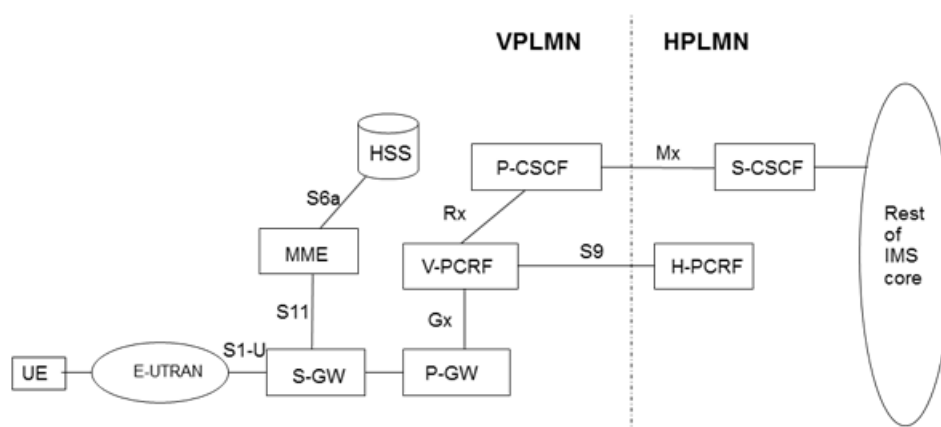 VPLMN
HPLMN
HSS
P-CSCF
Mx
S-CSCF
S6a
Rx
Rest
of
IMS
core
MME
V-PCRF
S9
H-PCRF
S11
Gx
S1-U
UE
E-UTRAN
S-GW
P-GW